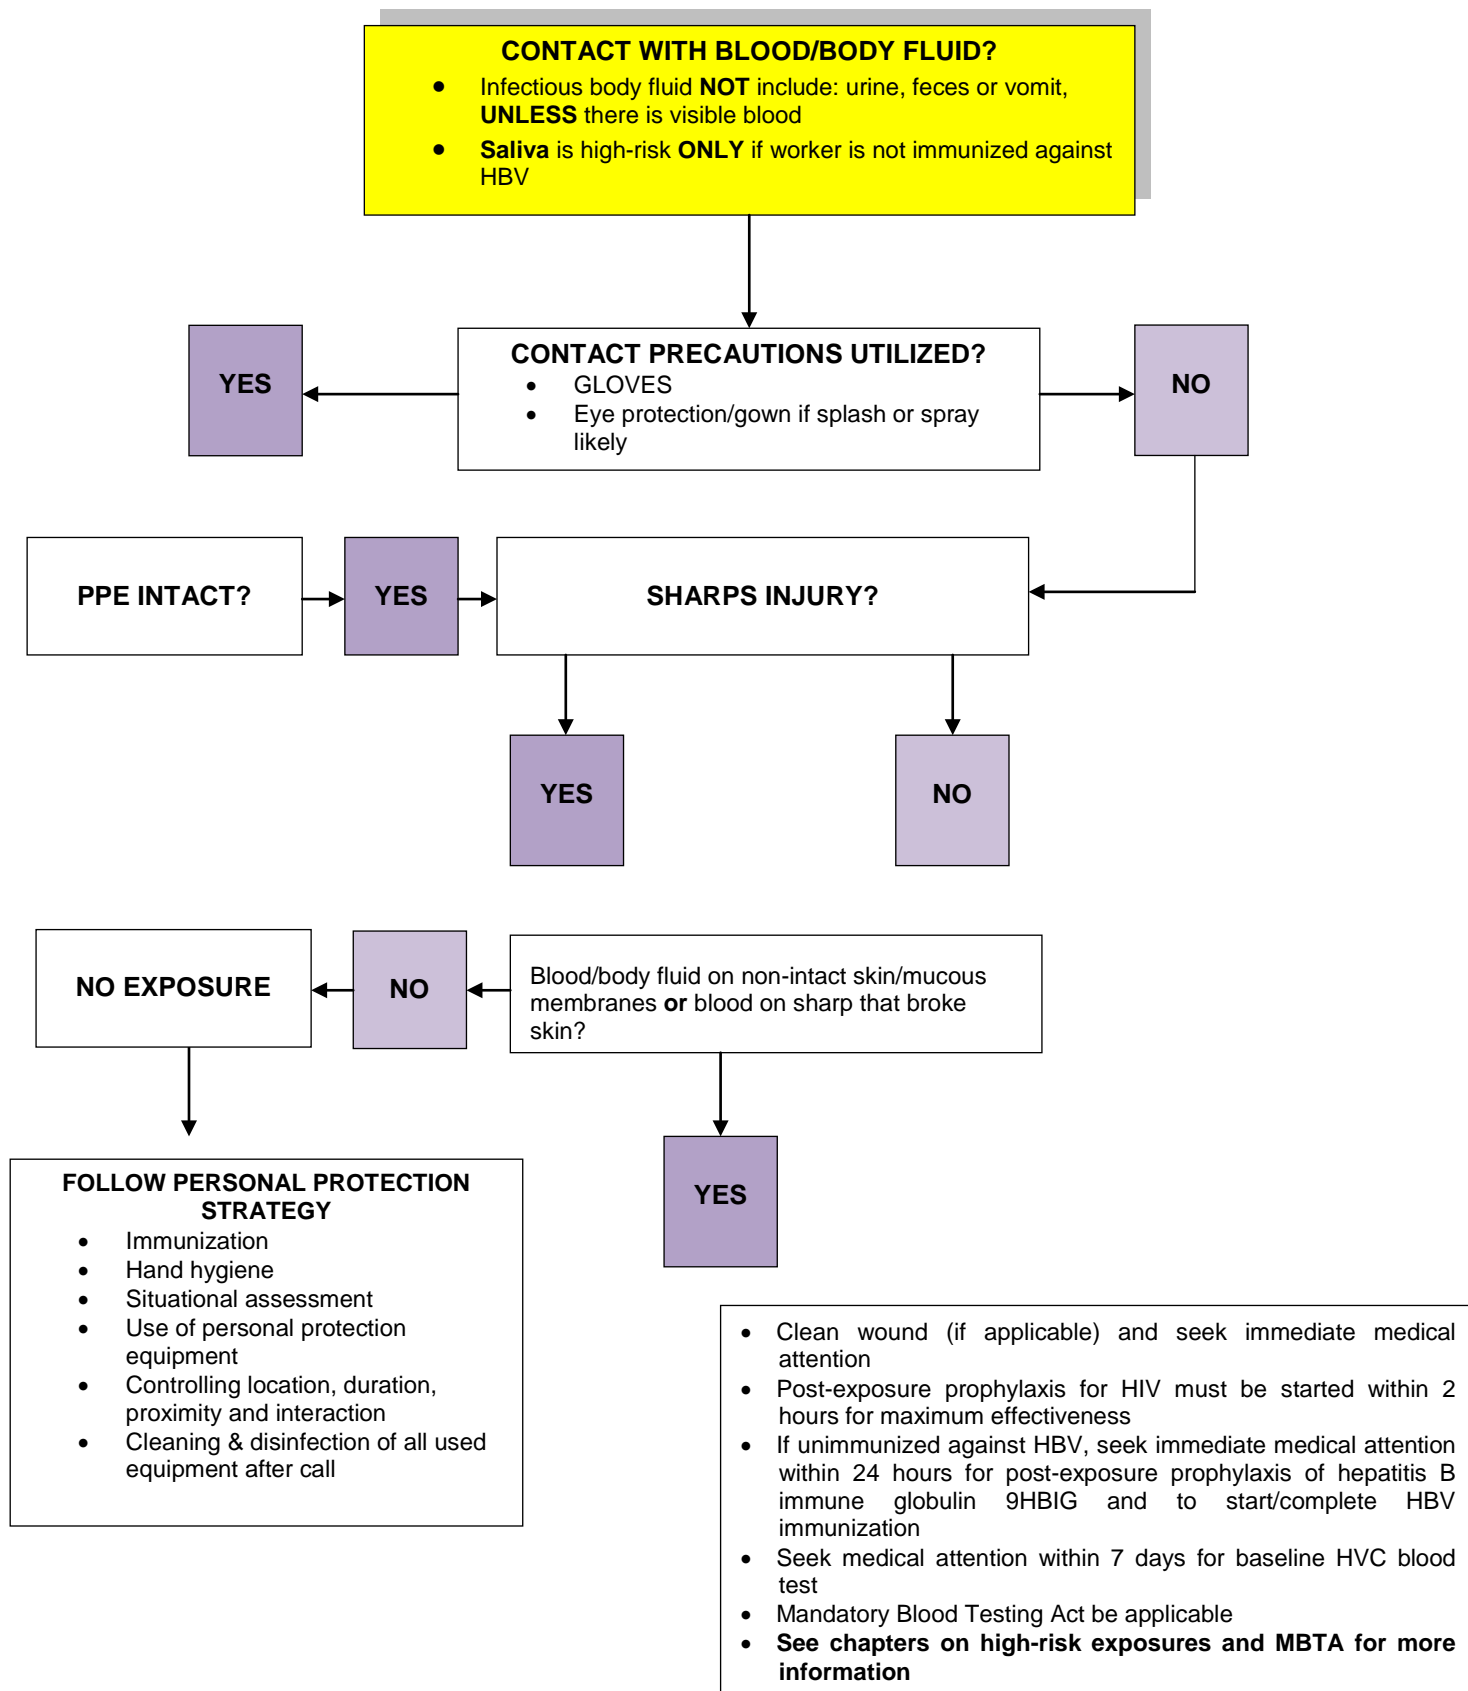 CONTACT WITH BLOOD/BODY FLUID?
• Infectious body fluid NOT include: urine, feces or vomit,
UNLESS there is visible blood
• Saliva is high-risk ONLY if worker is not immunized against
HBV
YES
CONTACT PRECAUTIONS UTILIZED?
• GLOVES
• Eye protection/gown if splash or spray
likely
NO
PPE INTACT?
YES
SHARPS INJURY?
YES
NO
NO EXPOSURE
NO
Blood/body fluid on non-intact skin/mucous
membranes or blood on sharp that broke
skin?
YES
FOLLOW PERSONAL PROTECTION
STRATEGY
• Immunization
• Hand hygiene
• Situational assessment
• Use of personal protection
equipment
• Controlling location, duration,
proximity and interaction
• Cleaning & disinfection of all used
equipment after call
• Clean wound (if applicable) and seek immediate medical
attention
• Post-exposure prophylaxis for HIV must be started within 2
hours for maximum effectiveness
• If unimmunized against HBV, seek immediate medical attention
within 24 hours for post-exposure prophylaxis of hepatitis B
immune globulin 9HBIG and to start/complete HBV
immunization
• Seek medical attention within 7 days for baseline HVC blood
test
• Mandatory Blood Testing Act be applicable
• See chapters on high-risk exposures and MBTA for more
information